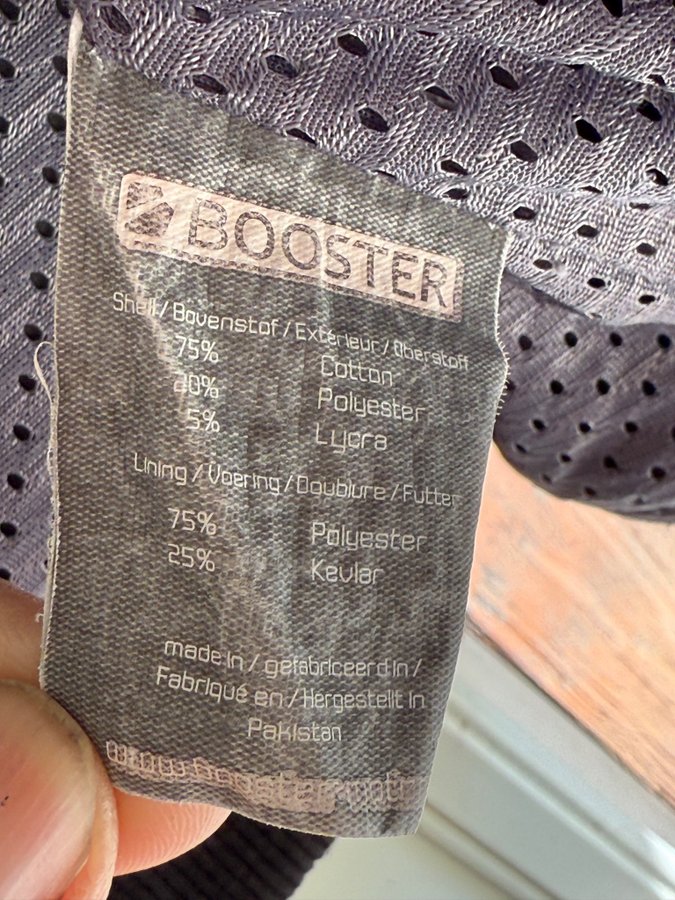 BOOSTER
Shell / Bovenstof / Extérieur / Oberstoff
75% Cotton
20% Polyester
5% Lycra
Lining / Voering / Doublure / Futter
75% Polyester
25% Kevlar
made in / gefabriceerd in /
Fabriqué en / Hergestellt in
Pakistan